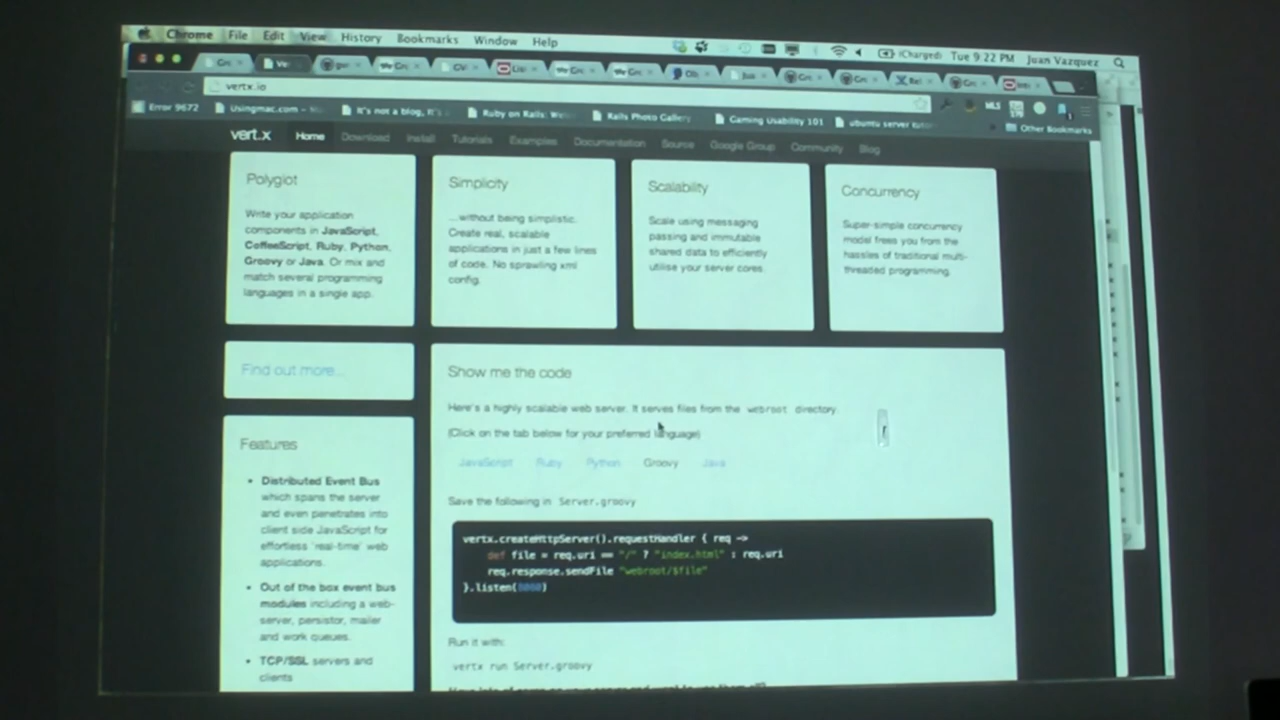 Chrome File Edit View History Bookmarks Window Help (Charged) Tue 9:22 PM Juan Vazquez
vertx.io
Error 9672 Usingmac.com It's not a blog, it's Ruby on Rails: Rails Photo Gallery Gaming Usability 101 ubuntu server
Other Bookmarks
vert.x Home Download Install Tutorials Examples Documentation Source Google Group Community Blog
Polyglot
Write your application
components in JavaScript,
CoffeeScript, Ruby, Python,
Groovy or Java. Or mix and
match several programming
languages in a single app.
Simplicity
...without being simplistic.
Create real, scalable
applications in just a few lines
of code. No sprawling xml
config.
Scalability
Scale using messaging
passing and immutable
shared data to efficiently
utilise your server cores.
Concurrency
Super-simple concurrency
model frees you from the
hassles of traditional multi-
threaded programming.
Find out more...
Features
• Distributed Event Bus
which spans the server
and even penetrates into
client side JavaScript for
effortless 'real-time' web
applications.
• Out of the box event bus
modules including a web-
server, persistor, mailer
and work queues.
• TCP/SSL servers and
clients
Show me the code
Here's a highly scalable web server. It serves files from the webroot directory.
(Click on the tab below for your preferred language)
JavaScript Ruby Python Groovy Java
Save the following in Server.groovy
vertx.createHttpServer().requestHandler { req ->
def file = req.uri == "/" ? "index.html" : req.uri
req.response.sendFile "webroot/$file"
}.listen(8080)
Run it with:
vertx run Server.groovy